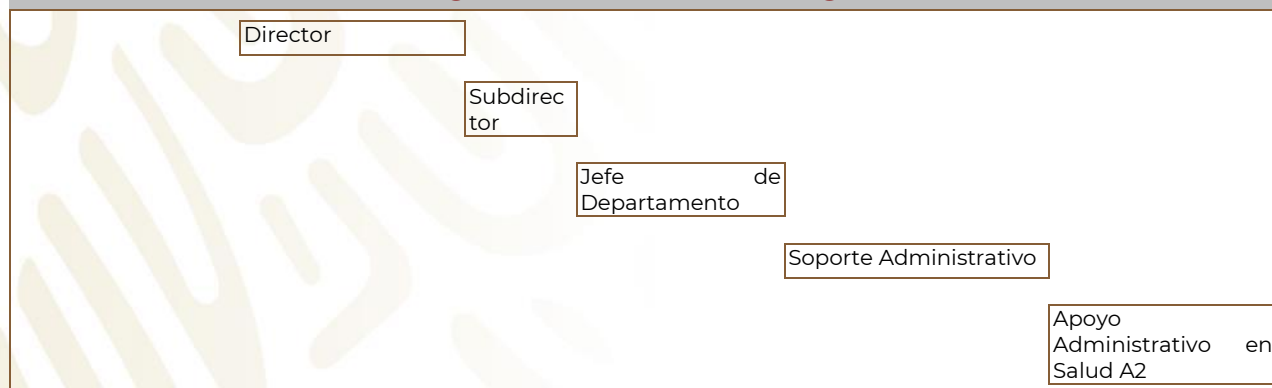 Director
Subdirec
tor
Jefe de
Departamento
Soporte Administrativo
Apoyo
Administrativo en
Salud A2